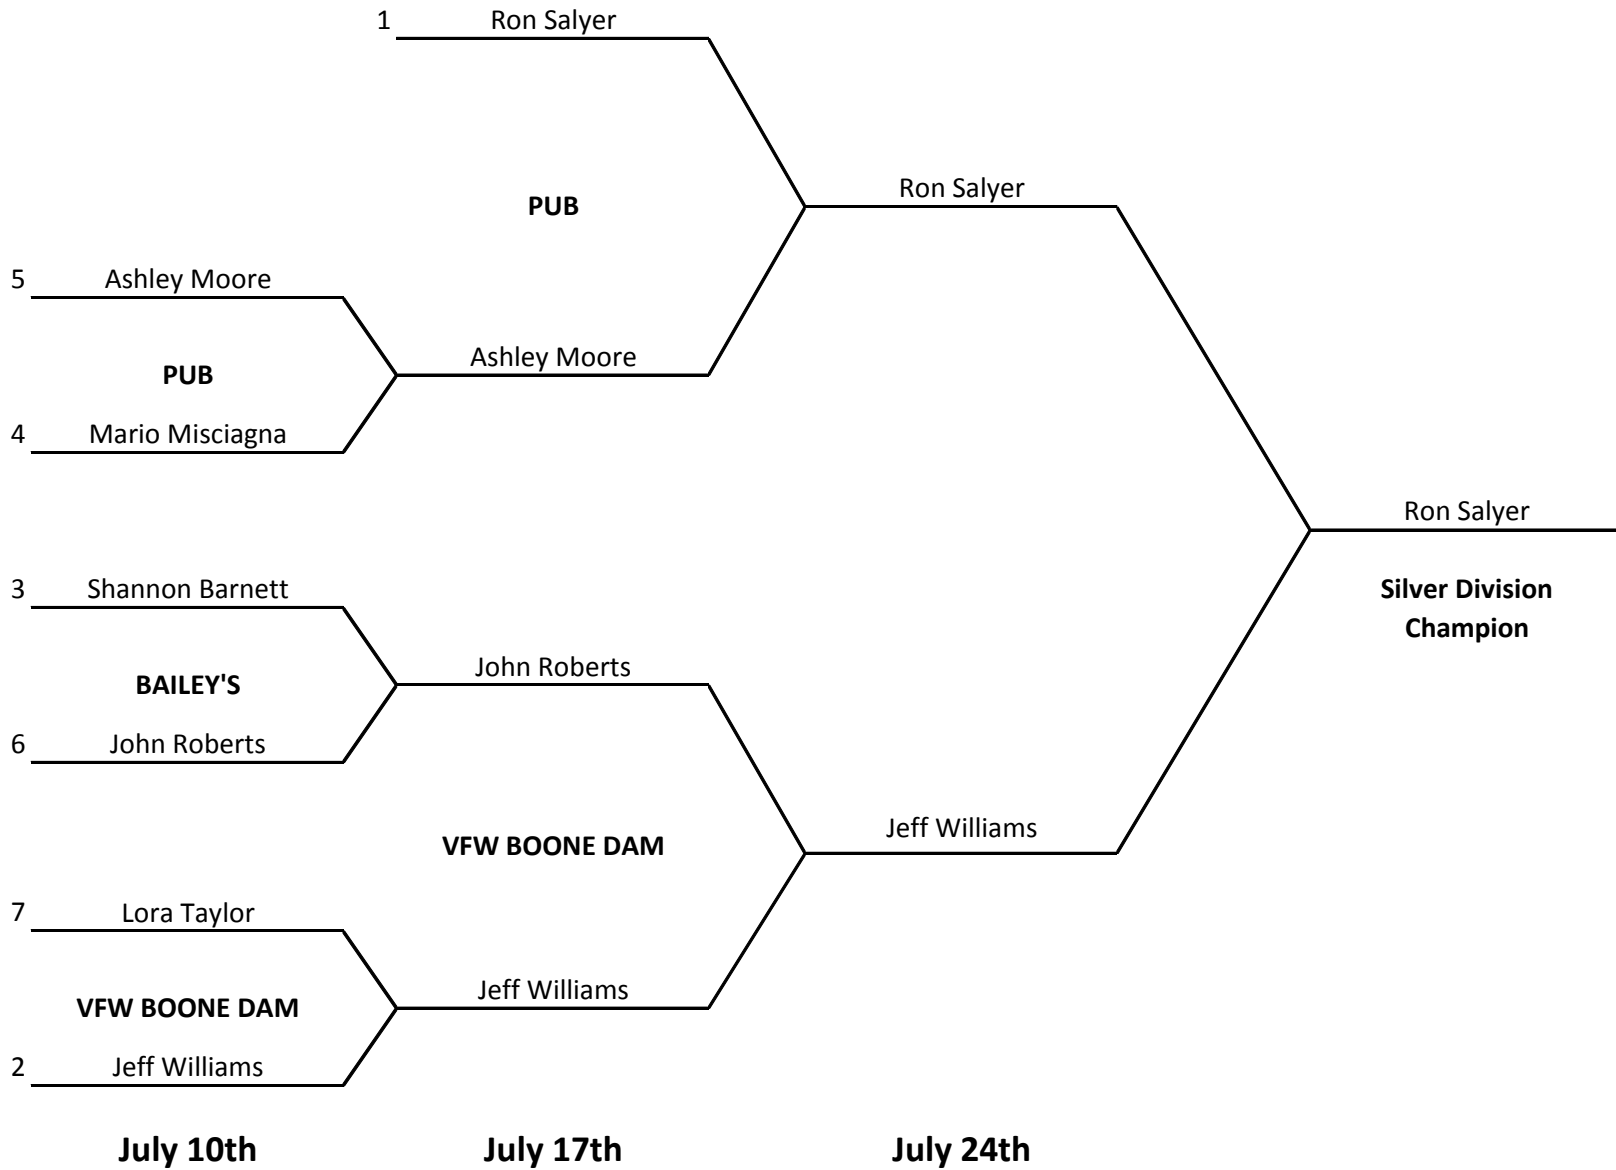 1 Ron Salyer
Ron Salyer
PUB
5 Ashley Moore
Ashley Moore
PUB
4 Mario Misciagna
Ron Salyer
3 Shannon Barnett
Silver Division
Champion
John Roberts
BAILEY'S
6 John Roberts
Jeff Williams
VFW BOONE DAM
7 Lora Taylor
Jeff Williams
VFW BOONE DAM
2 Jeff Williams
July 10th July 17th July 24th